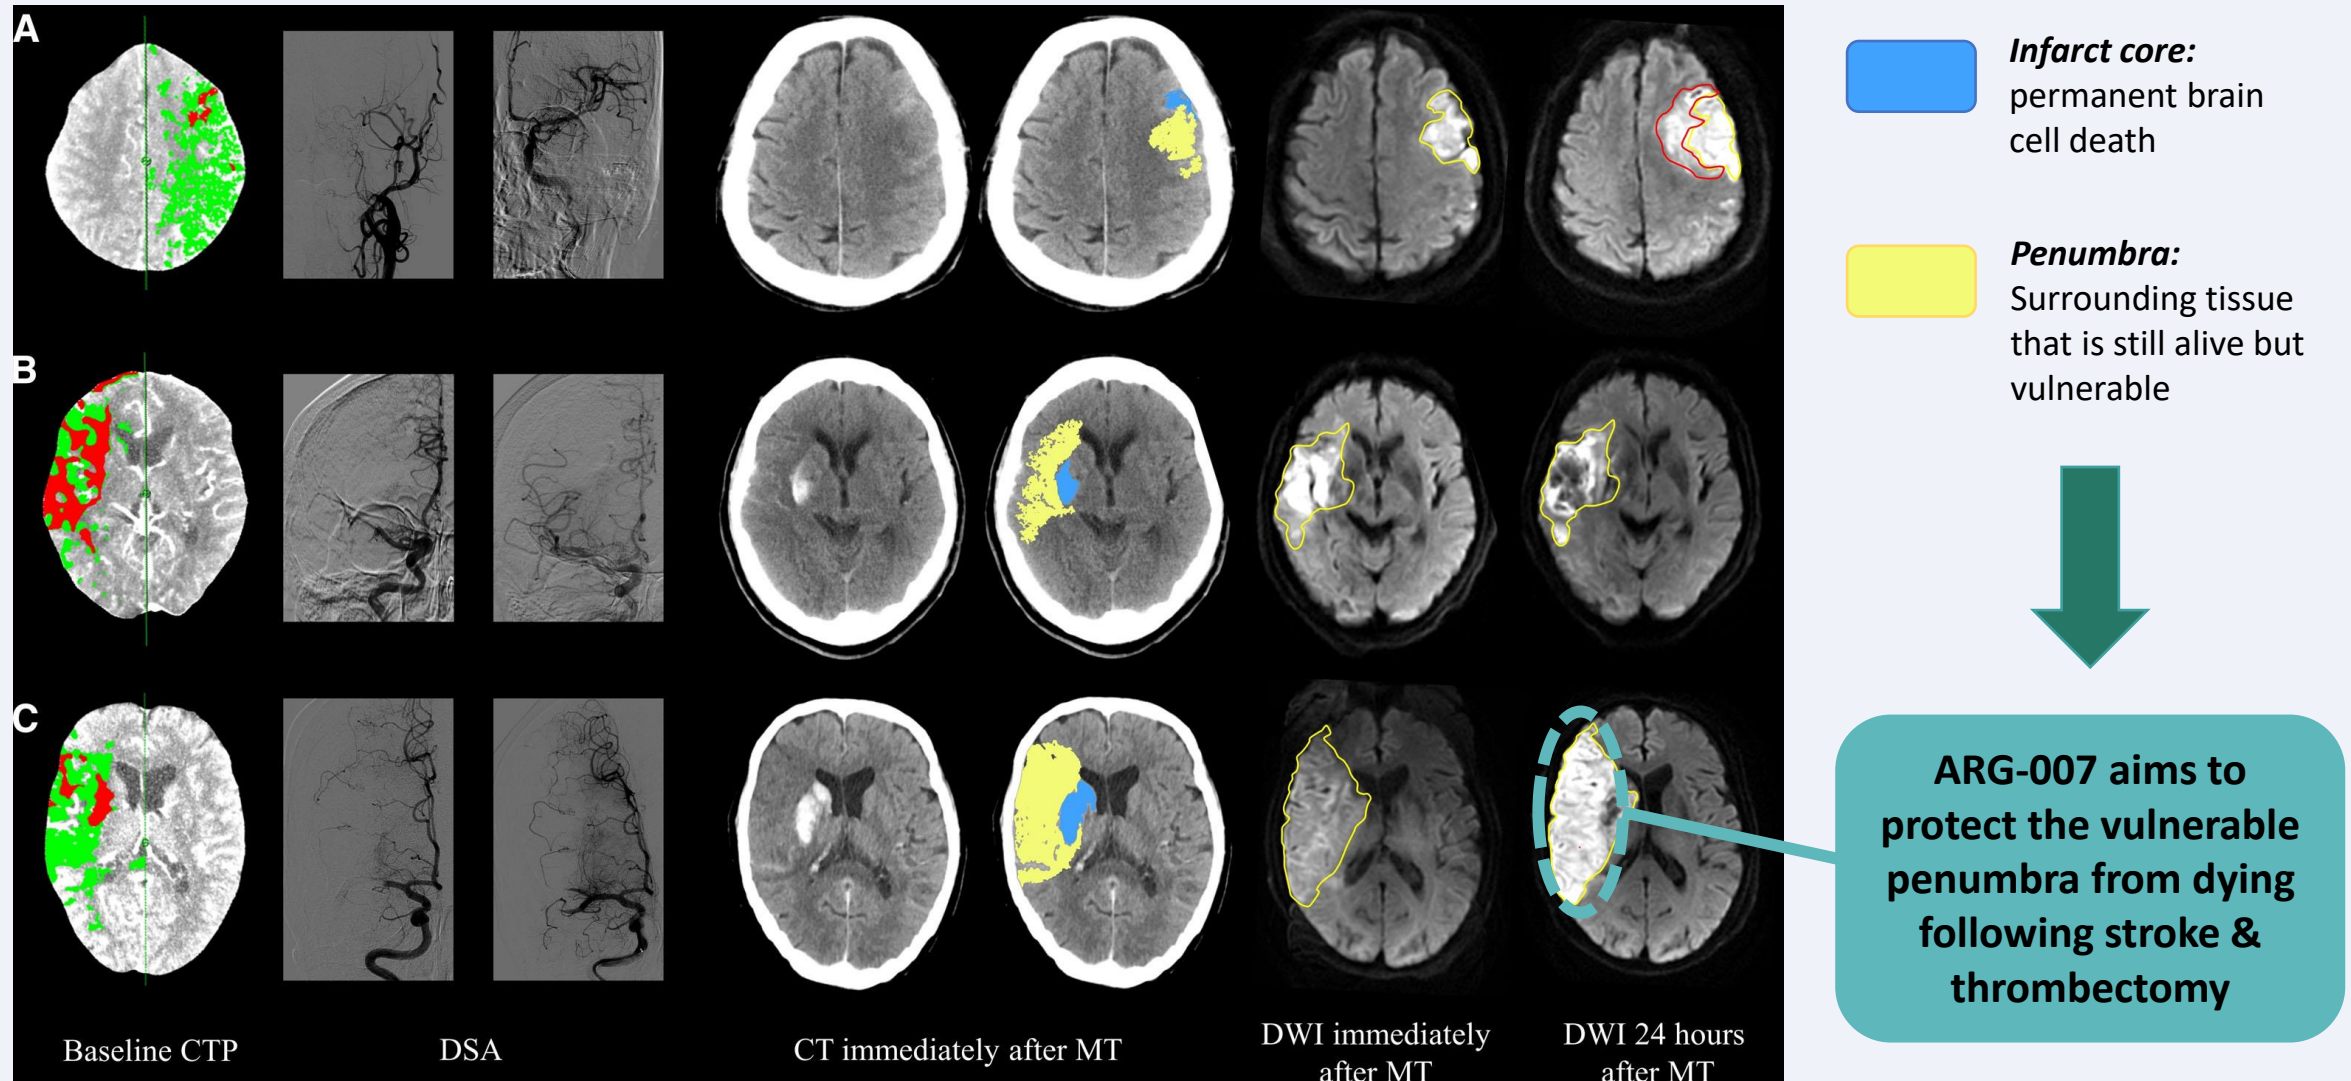 A
B
C
Baseline CTP
DSA
CT immediately after MT
DWI immediately
after MT
DWI 24 hours
after MT
Infarct core:
permanent brain
cell death
Penumbra:
Surrounding tissue
that is still alive but
vulnerable
ARG-007 aims to
protect the vulnerable
penumbra from dying
following stroke &
thrombectomy